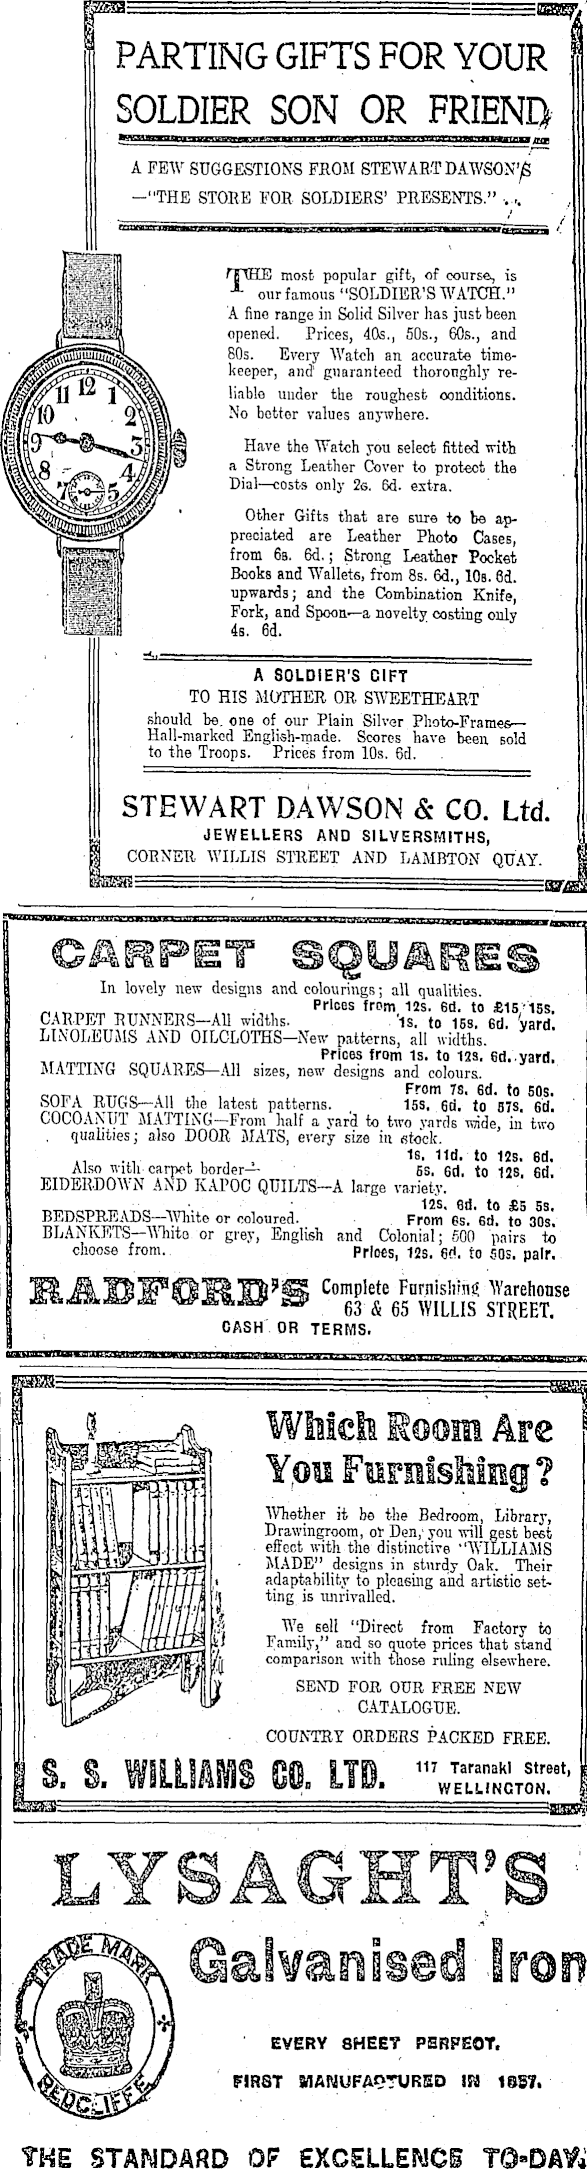 PARTING GIFTS FOR YOUR
SOLDIER SON OR FRIEND
A FEW SUGGESTIONS FROM STEWART DAWSON'S
—"THE STORE FOR SOLDIERS' PRESENTS."
THE most popular gift, of course, is
our famous "SOLDIER'S WATCH."
A fine range in Solid Silver has just been
opened. Prices, 40s., 50s., 60s., and
80s. Every Watch an accurate time-
keeper, and guaranteed thoroughly re-
liable under the roughest conditions.
No better values anywhere.
Have the Watch you select fitted with
a Strong Leather Cover to protect the
Dial—costs only 2s. 6d. extra.
Other Gifts that are sure to be ap-
preciated are Leather Photo Cases,
from 6s. 6d.; Strong Leather Pocket
Books and Wallets, from 8s. 6d., 10s. 6d.
upwards; and the Combination Knife,
Fork, and Spoon—a novelty costing only
4s. 6d.
11 12 1
10 2
9 3
8 4
7 5
A SOLDIER'S GIFT
TO HIS MOTHER OR SWEETHEART
should be one of our Plain Silver Photo-Frames—
Hall-marked English-made. Scores have been sold
to the Troops. Prices from 10s. 6d.
STEWART DAWSON & CO. Ltd.
JEWELLERS AND SILVERSMITHS,
CORNER WILLIS STREET AND LAMBTON QUAY.
CARPET SQUARES
In lovely new designs and colourings; all qualities.
Prices from 12s. 6d. to £15 15s.
CARPET RUNNERS—All widths. 1s. to 15s. 6d. yard.
LINOLEUMS AND OILCLOTHS—New patterns, all widths.
Prices from 1s. to 12s. 6d. yard.
MATTING SQUARES—All sizes, new designs and colours.
From 7s. 6d. to 50s.
SOFA RUGS—All the latest patterns. 15s. 6d. to 57s. 6d.
COCOANUT MATTING—From half a yard to two yards wide, in two
qualities; also DOOR MATS, every size in stock.
1s. 11d. to 12s. 6d.
Also with carpet border— 5s. 6d. to 12s. 6d.
EIDERDOWN AND KAPOC QUILTS—A large variety.
12s. 6d. to £5 5s.
BEDSPREADS—White or coloured. From 6s. 6d. to 30s.
BLANKETS—White or grey, English and Colonial; 500 pairs to
choose from. Prices, 12s. 6d. to 50s. pair.
RADFORD'S Complete Furnishing Warehouse
63 & 65 WILLIS STREET.
CASH OR TERMS.
Which Room Are
You Furnishing?
Whether it be the Bedroom, Library,
Drawingroom, or Den, you will gest best
effect with the distinctive "WILLIAMS
MADE" designs in sturdy Oak. Their
adaptability to pleasing and artistic set-
ting is unrivalled.
We sell "Direct from Factory to
Family," and so quote prices that stand
comparison with those ruling elsewhere.
SEND FOR OUR FREE NEW
CATALOGUE.
COUNTRY ORDERS PACKED FREE.
S. S. WILLIAMS CO. LTD. 117 Taranaki Street,
WELLINGTON.
LYSAGHT'S
Galvanised Iron
TRADE MARK
REDCLIFFE
EVERY SHEET PERFECT.
FIRST MANUFACTURED IN 1857.
THE STANDARD OF EXCELLENCE TO-DAY.